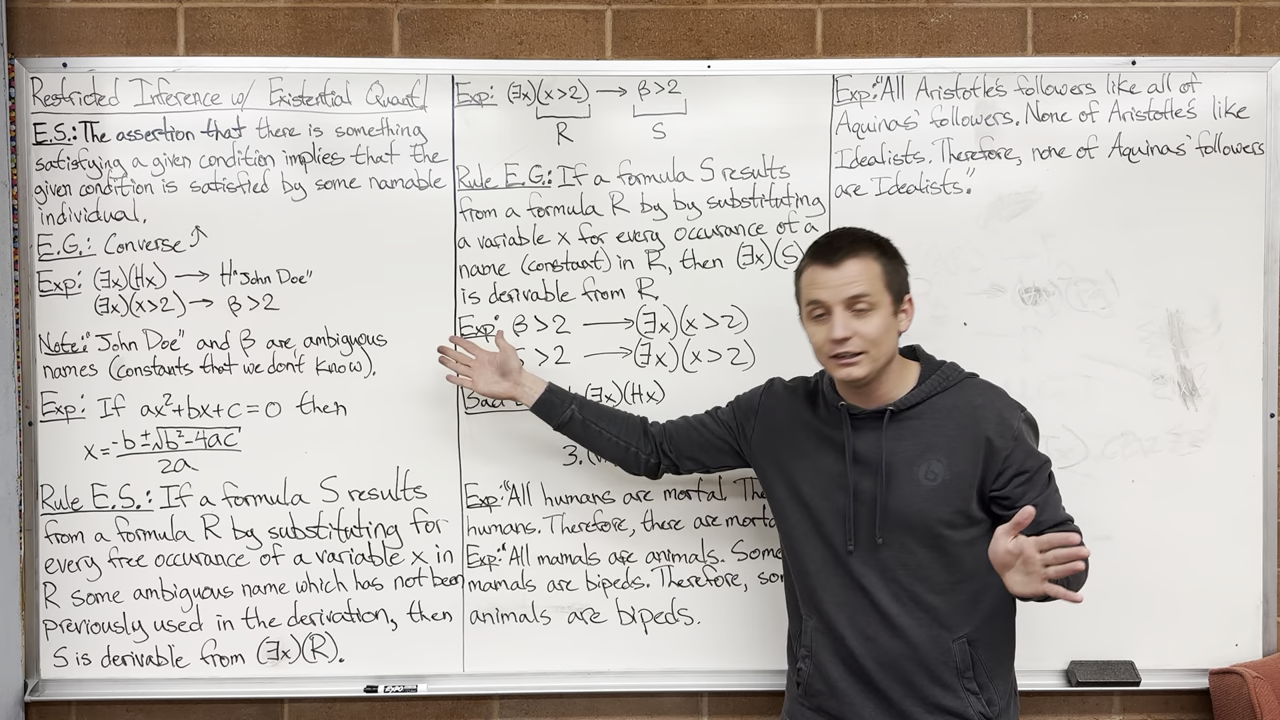 Restricted Inference w/ Existential Quant.
E.S.: The assertion that there is something
satisfying a given condition implies that the
given condition is satisfied by some namable
individual.
E.G.: Converse ↑
Exp: (∃x)(Hx) → H"John Doe"
(∃x)(x>2) → β>2
Note: "John Doe" and β are ambiguous
names (constants that we don't know).
Exp: If ax²+bx+c=0 then
x = -b ± √b²-4ac / 2a
Rule E.S.: If a formula S results
from a formula R by substituting for
every free occurance of a variable x in
R some ambiguous name which has not been
previously used in the derivation, then
S is derivable from (∃x)(R).
Exp: (∃x)(x>2) → β>2
R S
Rule E.G.: If a formula S results
from a formula R by by substituting
a variable x for every occurance of a
name (constant) in R, then (∃x)(S)
is derivable from R.
Exp: β>2 → (∃x)(x>2)
>2 → (∃x)(x>2)
(∃x)(Hx)
3.
Exp: "All humans are mortal.
humans. Therefore, there are
Exp: "All mamals are animals. Some
mamals are bipeds. Therefore,
animals are bipeds.
Exp: "All Aristotle's followers like all of
Aquinas' followers. None of Aristotle's like
Idealists. Therefore, none of Aquinas' followers
are Idealists."
EXPO